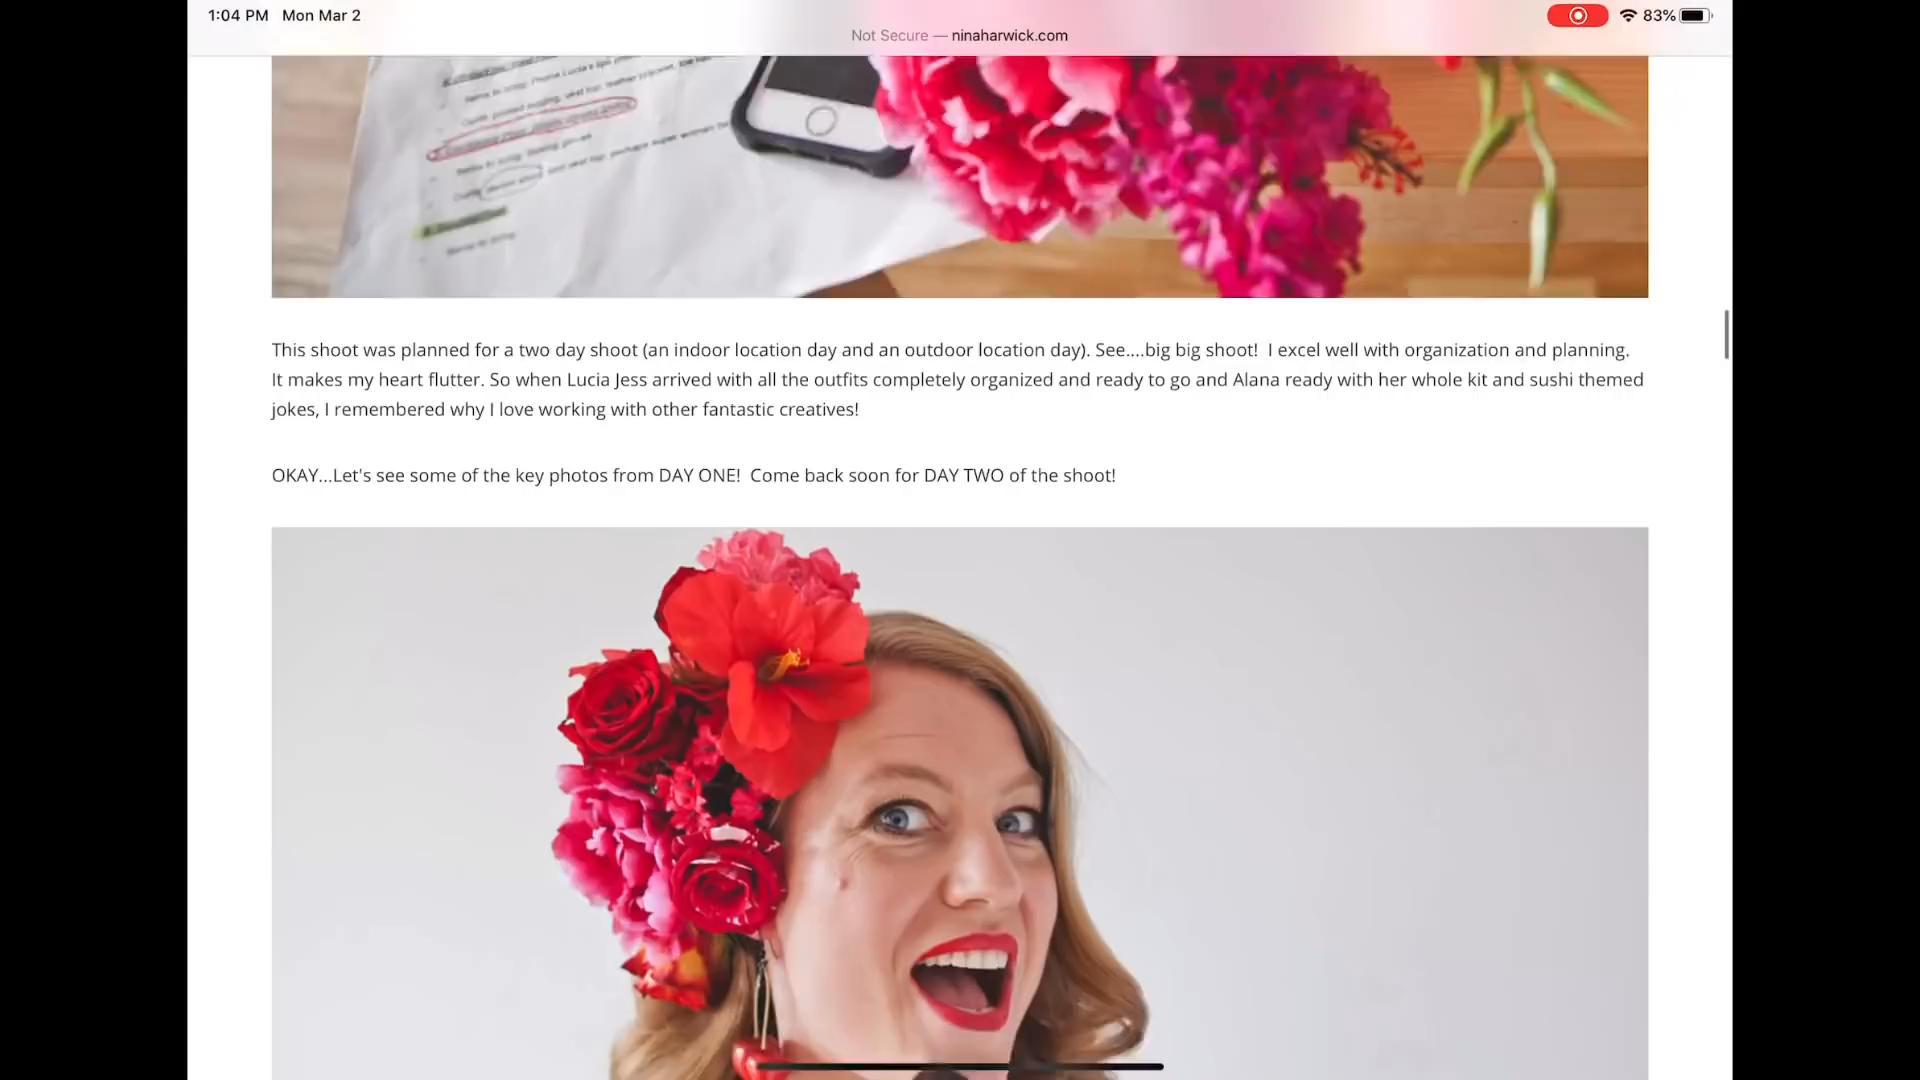 1:04 PM Mon Mar 2
83%
Not Secure — ninaharwick.com
This shoot was planned for a two day shoot (an indoor location day and an outdoor location day). See....big big shoot!  I excel well with organization and planning.
It makes my heart flutter. So when Lucia Jess arrived with all the outfits completely organized and ready to go and Alana ready with her whole kit and sushi themed
jokes, I remembered why I love working with other fantastic creatives!
OKAY...Let's see some of the key photos from DAY ONE!  Come back soon for DAY TWO of the shoot!